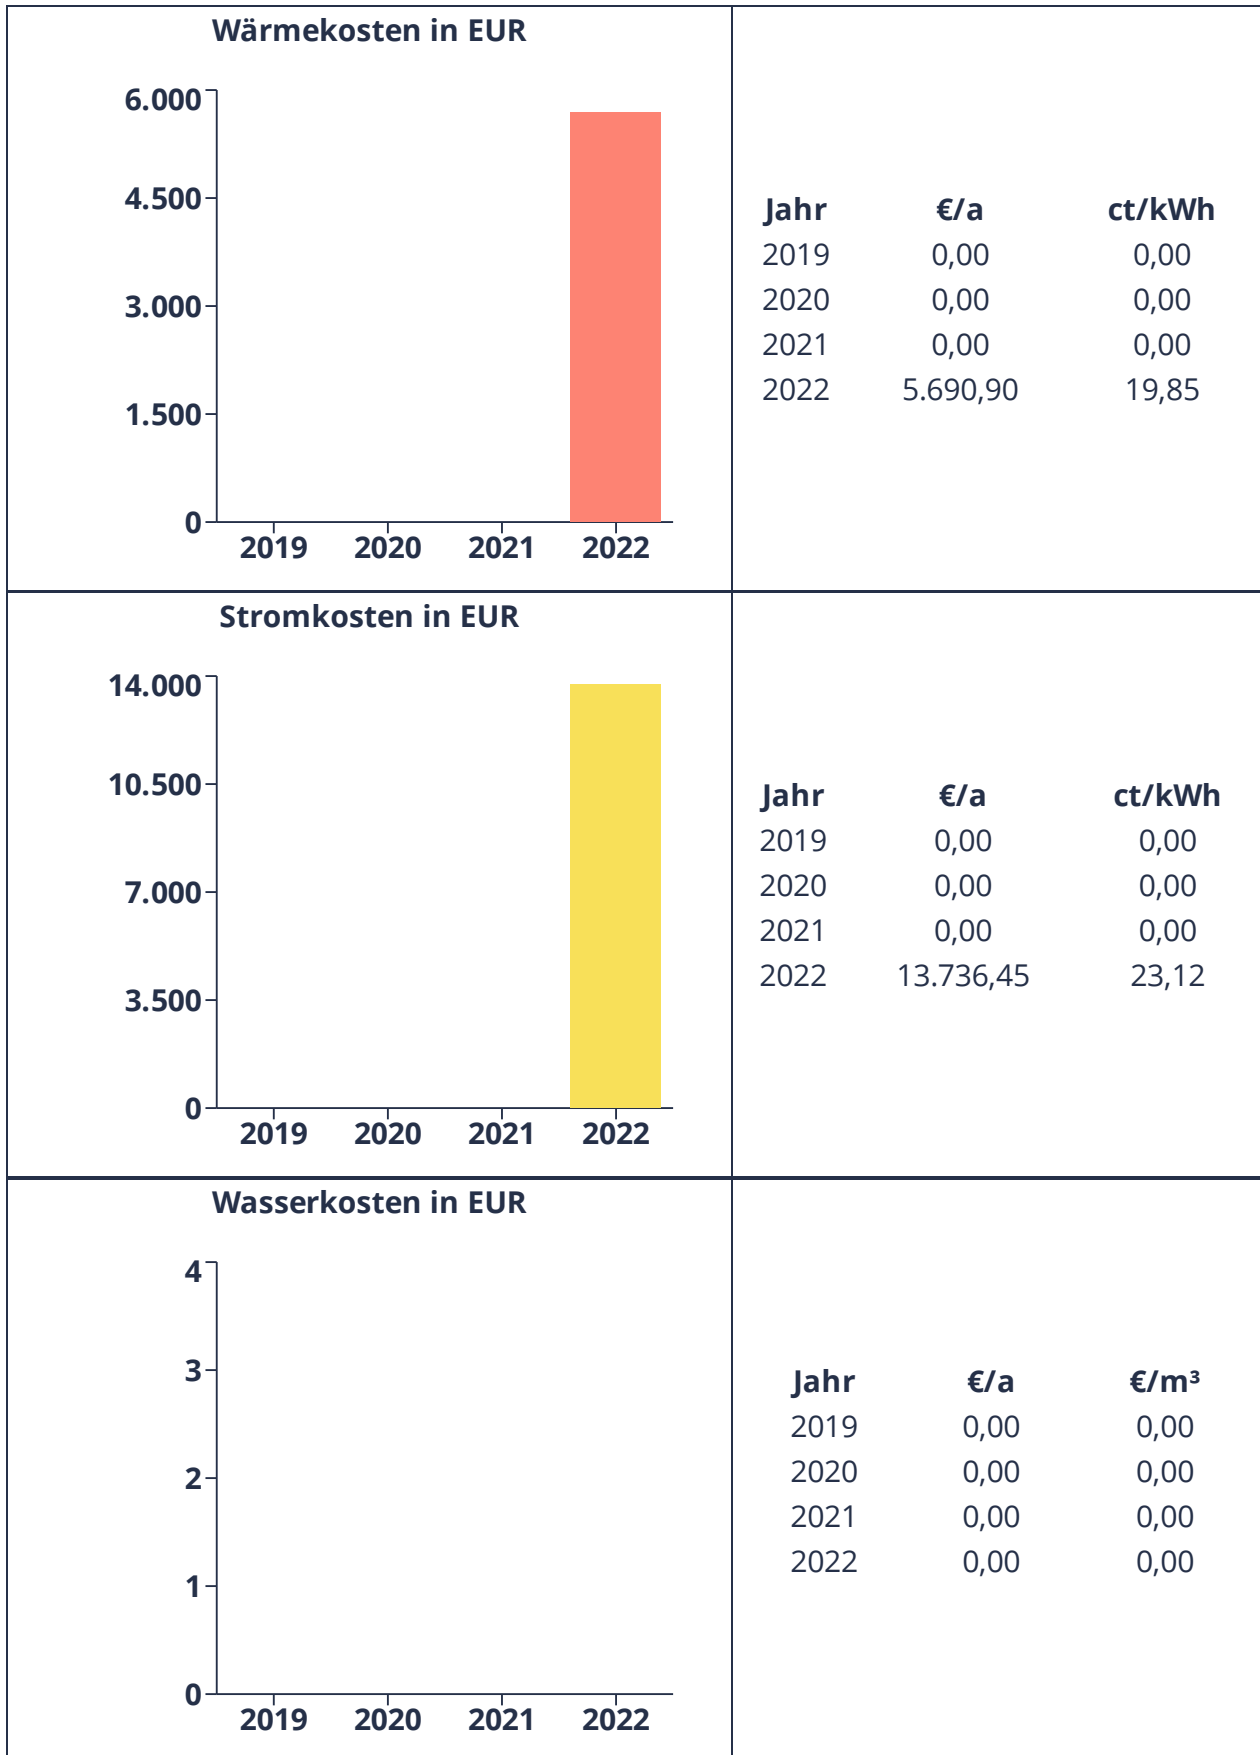 Wärmekosten in EUR
6.000
4.500
3.000
1.500
0
2019 2020 2021 2022
Jahr €/a ct/kWh
2019 0,00 0,00
2020 0,00 0,00
2021 0,00 0,00
2022 5.690,90 19,85
Stromkosten in EUR
14.000
10.500
7.000
3.500
0
2019 2020 2021 2022
Jahr €/a ct/kWh
2019 0,00 0,00
2020 0,00 0,00
2021 0,00 0,00
2022 13.736,45 23,12
Wasserkosten in EUR
4
3
2
1
0
2019 2020 2021 2022
Jahr €/a €/m³
2019 0,00 0,00
2020 0,00 0,00
2021 0,00 0,00
2022 0,00 0,00